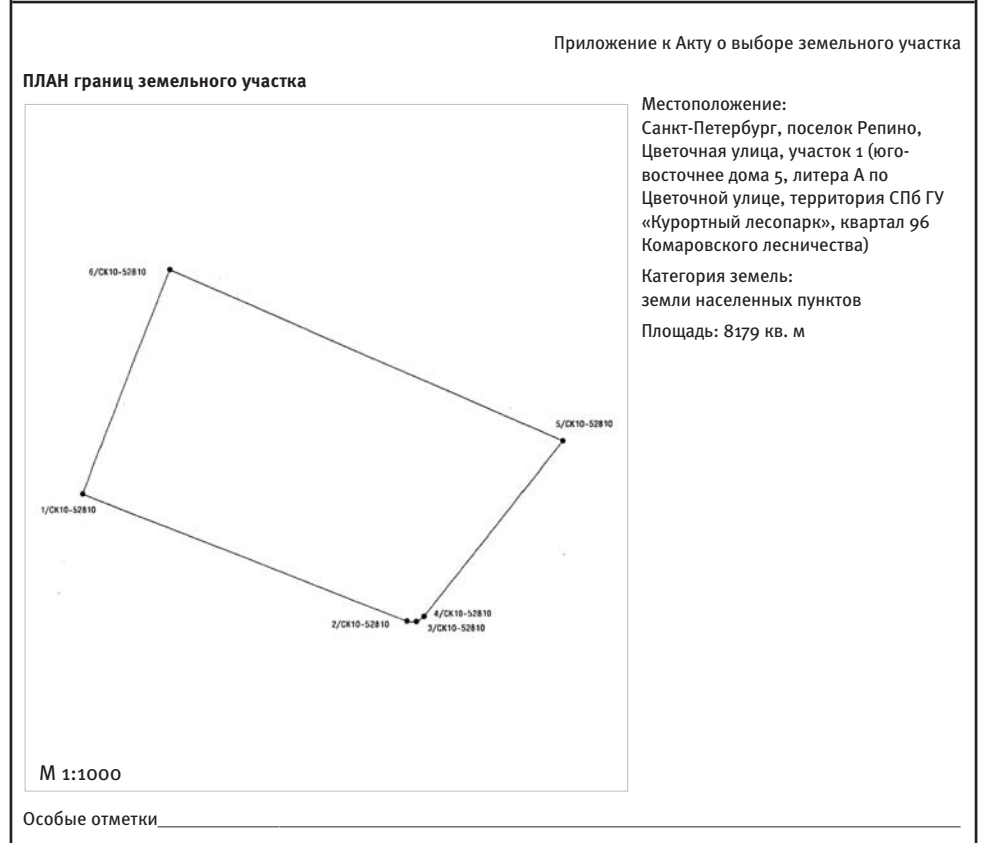 Приложение к Акту о выборе земельного участка
ПЛАН границ земельного участка
Местоположение:
Санкт-Петербург, поселок Репино,
Цветочная улица, участок 1 (юго-
восточнее дома 5, литера А по
Цветочной улице, территория СПб ГУ
«Курортный лесопарк», квартал 96
Комаровского лесничества)
Категория земель:
земли населенных пунктов
Площадь: 8179 кв. м
6/СК10-52810
5/СК10-52810
1/СК10-52810
4/СК10-52810
2/СК10-52810
3/СК10-52810
М 1:1000
Особые отметки